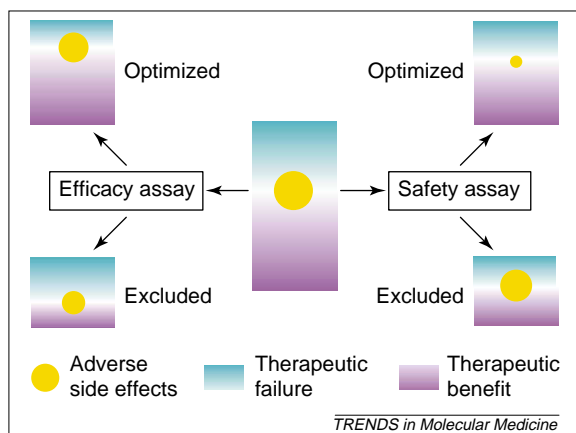 Optimized
Optimized
Efficacy assay
Safety assay
Excluded
Excluded
Adverse
side effects
Therapeutic
failure
Therapeutic
benefit
TRENDS in Molecular Medicine